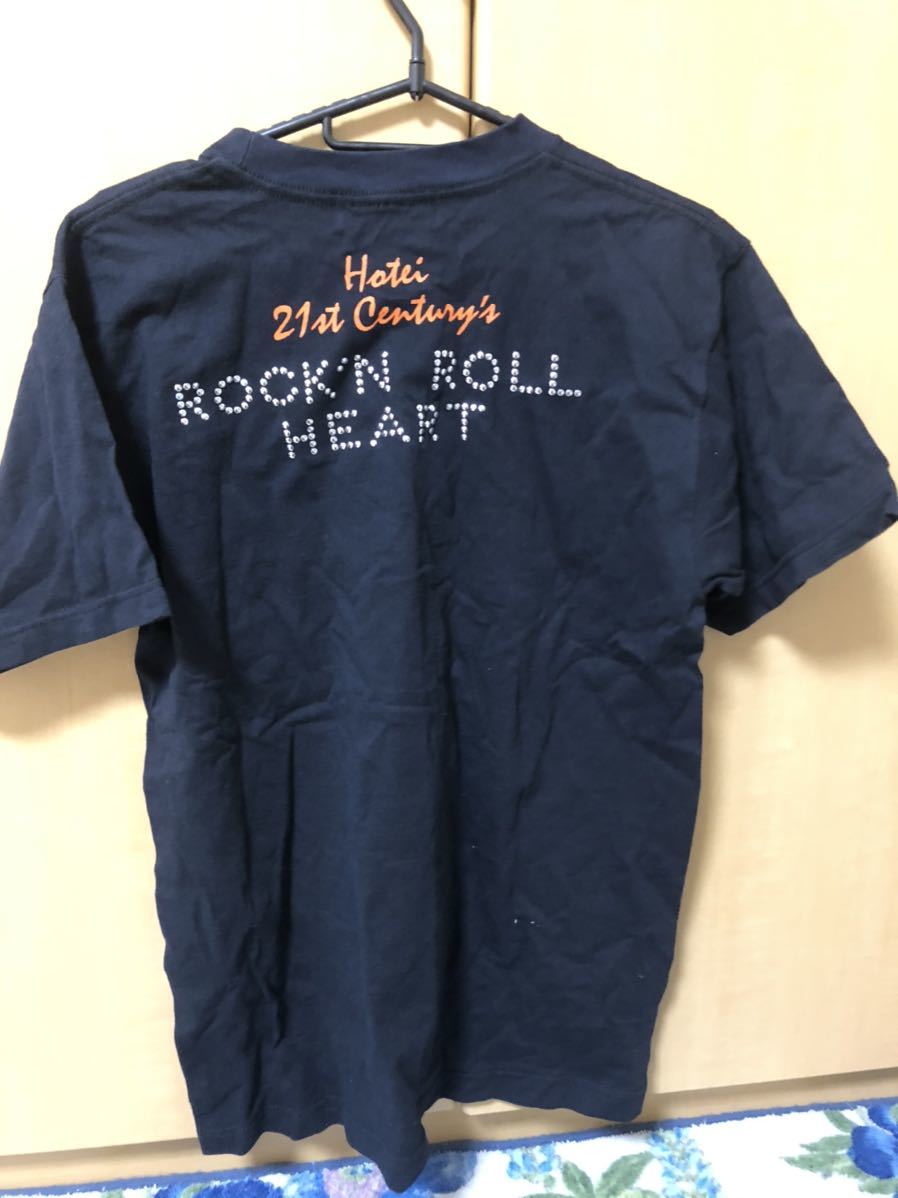 Hotei
21st Century's
ROCK'N ROLL
HEART